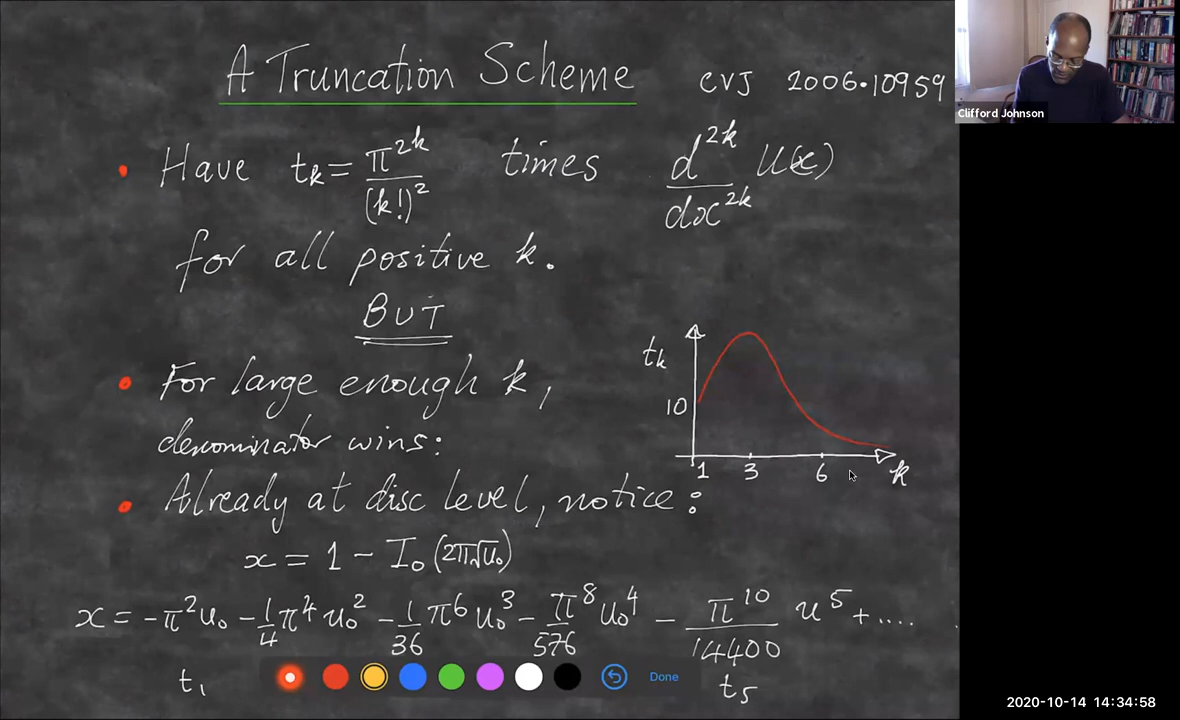 A Truncation Scheme CVJ 2006.10959
Clifford Johnson
• Have t_k = π^{2k}/(k!)^2 times d^{2k}/dx^{2k} U(x)
for all positive k.
BUT
• For large enough k,
denominator wins:
t_k
10
1 3 6 k
• Already at disc level, notice:
x = 1 - I_0(2π√u_0)
x = -π^2 u_0 - 1/4 π^4 u_0^2 - 1/36 π^6 u_0^3 - π^8/576 u_0^4 - π^{10}/14400 u^5 + ....
t_1 t_5
Done
2020-10-14 14:34:58